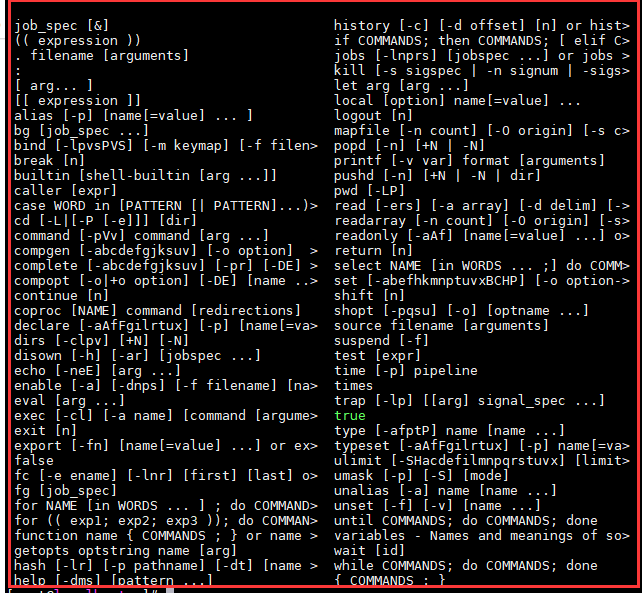 job_spec [&]
(( expression ))
. filename [arguments]
:
[ arg... ]
[[ expression ]]
alias [-p] [name[=value] ... ]
bg [job_spec ...]
bind [-lpvsPVS] [-m keymap] [-f filen>
break [n]
builtin [shell-builtin [arg ...]]
caller [expr]
case WORD in [PATTERN [| PATTERN]...)>
cd [-L|[-P [-e]]] [dir]
command [-pVv] command [arg ...]
compgen [-abcdefgjksuv] [-o option]  >
complete [-abcdefgjksuv] [-pr] [-DE] >
compopt [-o|+o option] [-DE] [name ..>
continue [n]
coproc [NAME] command [redirections]
declare [-aAfFgilrtux] [-p] [name[=va>
dirs [-clpv] [+N] [-N]
disown [-h] [-ar] [jobspec ...]
echo [-neE] [arg ...]
enable [-a] [-dnps] [-f filename] [na>
eval [arg ...]
exec [-cl] [-a name] [command [argume>
exit [n]
export [-fn] [name[=value] ...] or ex>
false
fc [-e ename] [-lnr] [first] [last] o>
fg [job_spec]
for NAME [in WORDS ... ] ; do COMMAND>
for (( exp1; exp2; exp3 )); do COMMAN>
function name { COMMANDS ; } or name >
getopts optstring name [arg]
hash [-lr] [-p pathname] [-dt] [name >
help [-dms] [pattern ...]
history [-c] [-d offset] [n] or hist>
if COMMANDS; then COMMANDS; [ elif C>
jobs [-lnprs] [jobspec ...] or jobs >
kill [-s sigspec | -n signum | -sigs>
let arg [arg ...]
local [option] name[=value] ...
logout [n]
mapfile [-n count] [-O origin] [-s c>
popd [-n] [+N | -N]
printf [-v var] format [arguments]
pushd [-n] [+N | -N | dir]
pwd [-LP]
read [-ers] [-a array] [-d delim] [->
readarray [-n count] [-O origin] [-s>
readonly [-aAf] [name[=value] ...] o>
return [n]
select NAME [in WORDS ... ;] do COMM>
set [-abefhkmnptuvxBCHP] [-o option->
shift [n]
shopt [-pqsu] [-o] [optname ...]
source filename [arguments]
suspend [-f]
test [expr]
time [-p] pipeline
times
trap [-lp] [[arg] signal_spec ...]
true
type [-afptP] name [name ...]
typeset [-aAfFgilrtux] [-p] name[=va>
ulimit [-SHacdefilmnpqrstuvx] [limit>
umask [-p] [-S] [mode]
unalias [-a] name [name ...]
unset [-f] [-v] [name ...]
until COMMANDS; do COMMANDS; done
variables - Names and meanings of so>
wait [id]
while COMMANDS; do COMMANDS; done
{ COMMANDS ; }